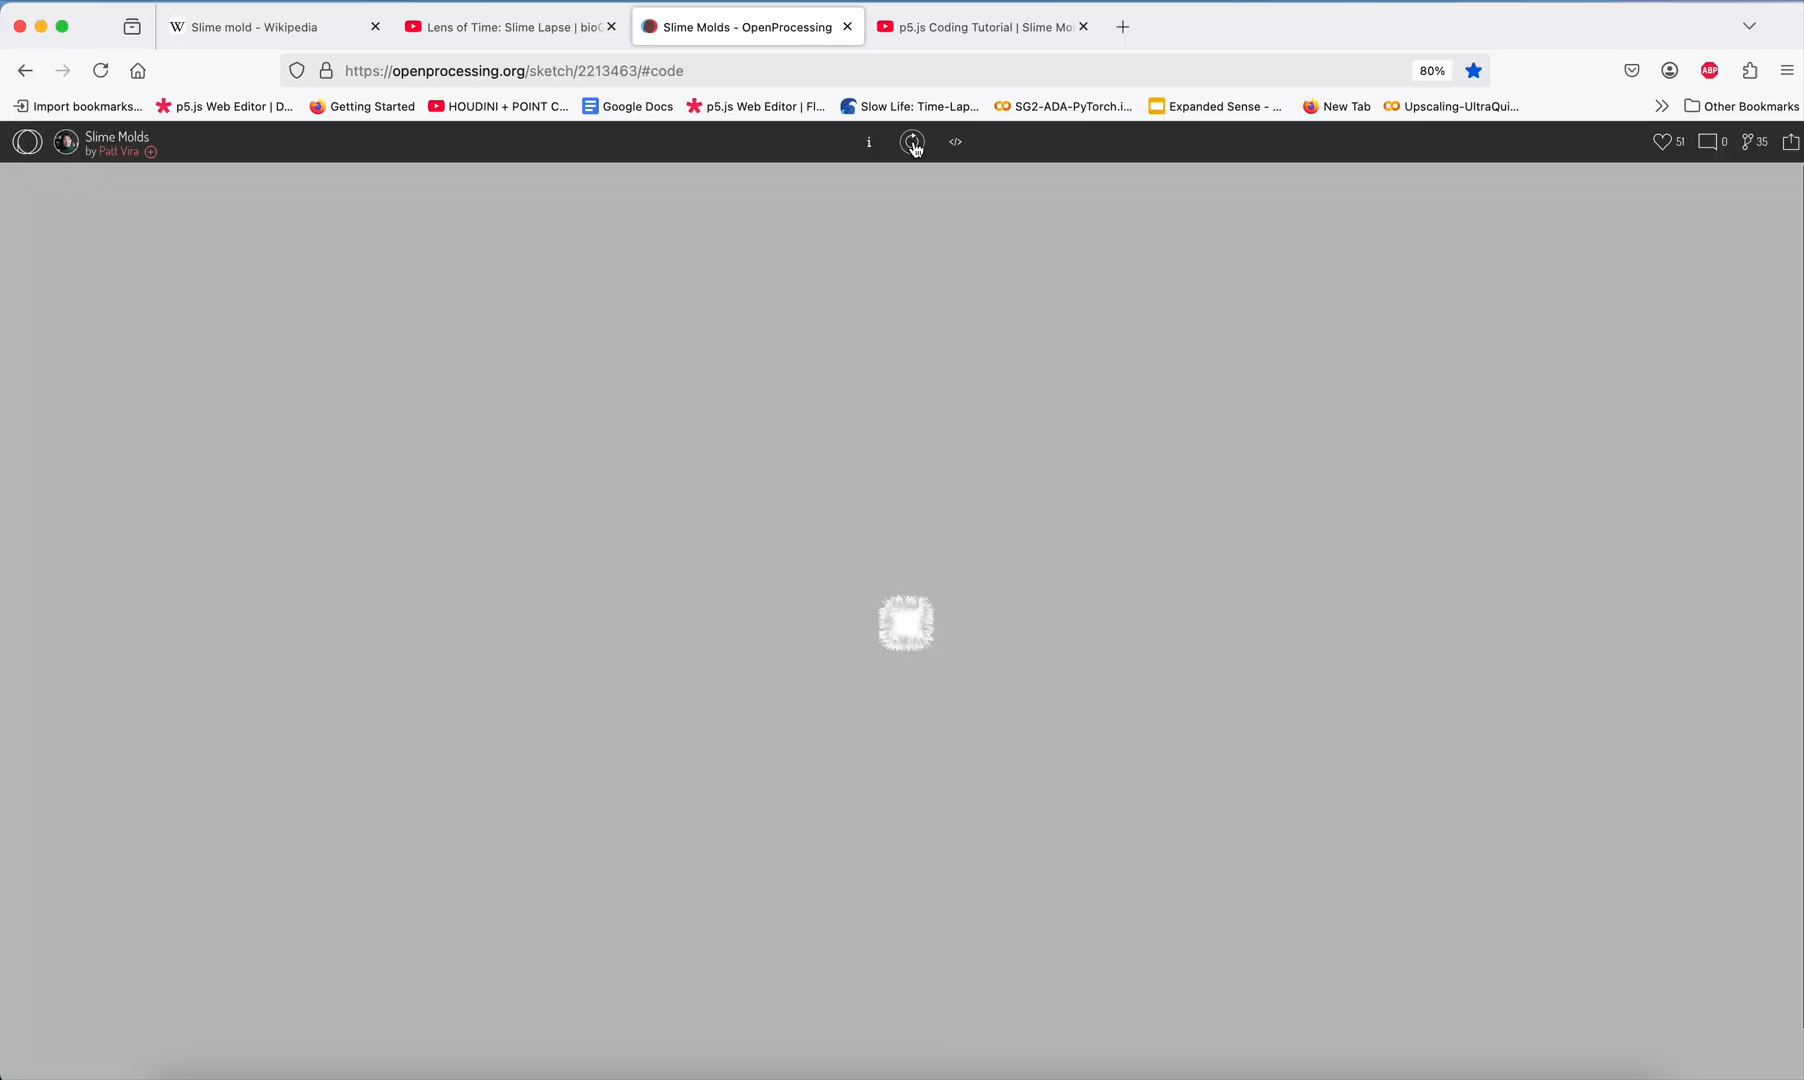 Slime mold - Wikipedia
Lens of Time: Slime Lapse | bio
Slime Molds - OpenProcessing
p5.js Coding Tutorial | Slime Mo
https://openprocessing.org/sketch/2213463/#code
80%
ABP
Import bookmarks...
p5.js Web Editor | D...
Getting Started
HOUDINI + POINT C...
Google Docs
p5.js Web Editor | Fl...
Slow Life: Time-Lap...
SG2-ADA-PyTorch.i...
Expanded Sense - ...
New Tab
Upscaling-UltraQui...
Other Bookmarks
Slime Molds
by Patt Vira
i
</>
51
0
35